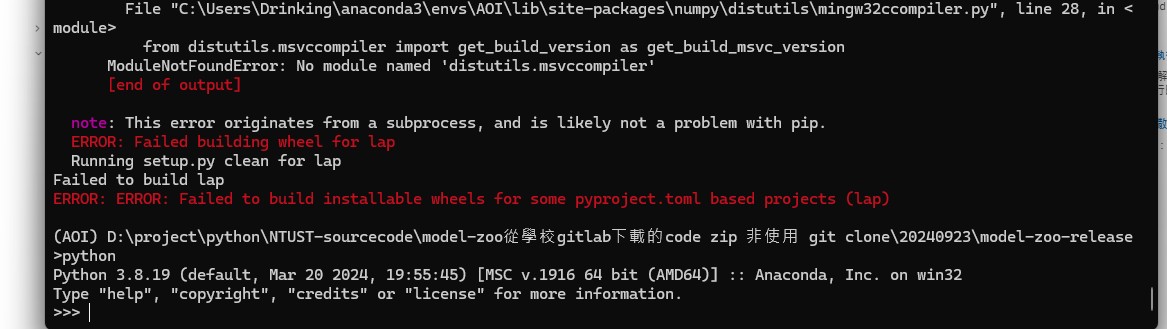 File "C:\Users\Drinking\anaconda3\envs\AOI\lib\site-packages\numpy\distutils\mingw32ccompiler.py", line 28, in <
module>
from distutils.msvccompiler import get_build_version as get_build_msvc_version
ModuleNotFoundError: No module named 'distutils.msvccompiler'
[end of output]
note: This error originates from a subprocess, and is likely not a problem with pip.
ERROR: Failed building wheel for lap
Running setup.py clean for lap
Failed to build lap
ERROR: ERROR: Failed to build installable wheels for some pyproject.toml based projects (lap)
(AOI) D:\project\python\NTUST-sourcecode\model-zoo從學校gitlab下載的code zip 非使用 git clone\20240923\model-zoo-release
>python
Python 3.8.19 (default, Mar 20 2024, 19:55:45) [MSC v.1916 64 bit (AMD64)] :: Anaconda, Inc. on win32
Type "help", "copyright", "credits" or "license" for more information.
>>>